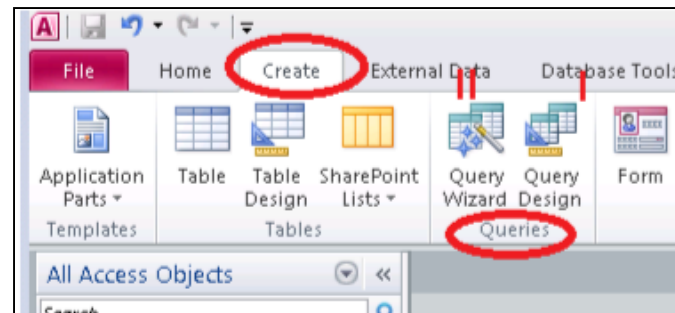 A
File Home Create External Data Database Tools
Application Parts Table Table Design SharePoint Lists Query Wizard Query Design Form
Templates Tables Queries
All Access Objects
Search...